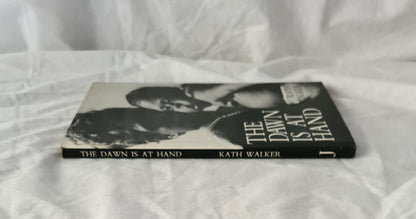 THE
DAWN
IS AT
HAND
THE DAWN IS AT HAND KATH WALKER J